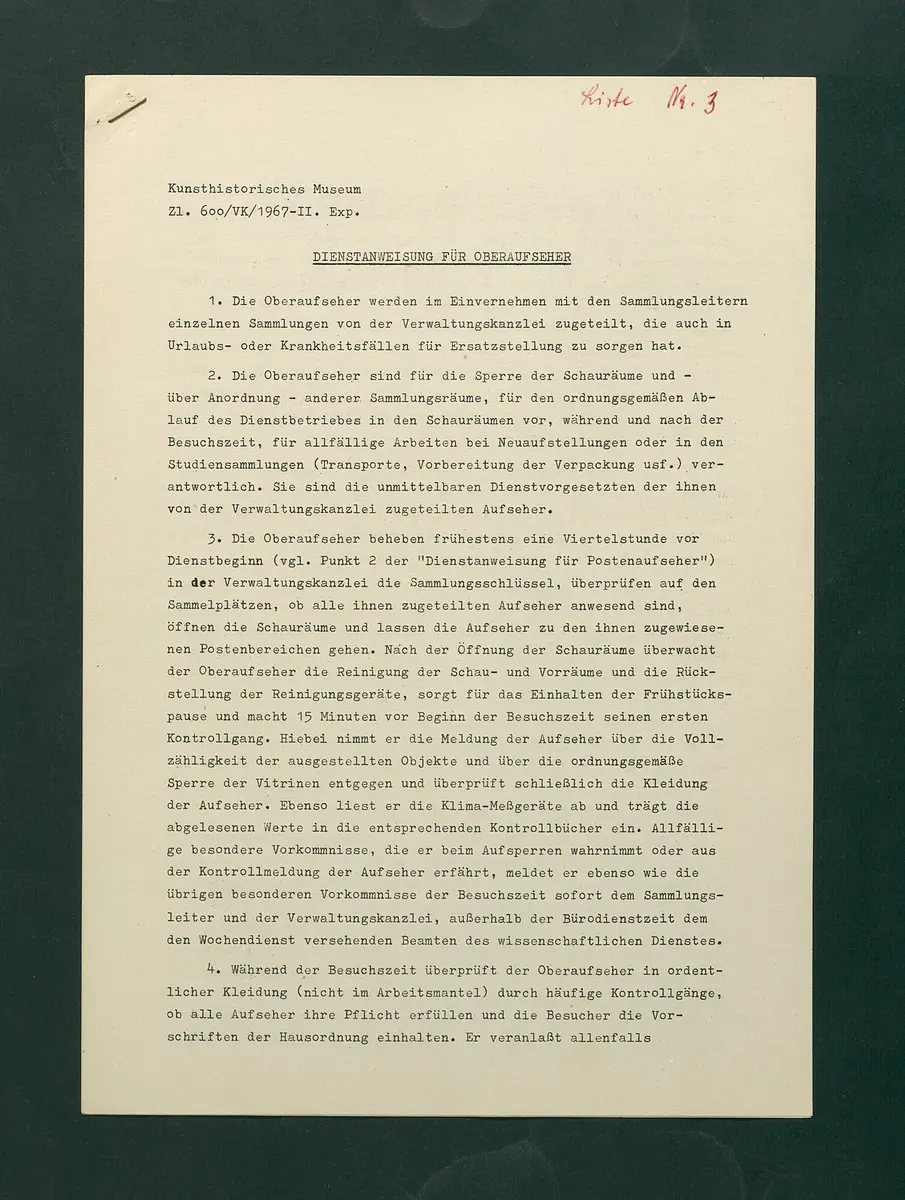 Liste Nr. 3
Kunsthistorisches Museum
Zl. 6oo/VK/1967-II. Exp.
DIENSTANWEISUNG FÜR OBERAUFSEHER
1. Die Oberaufseher werden im Einvernehmen mit den Sammlungsleitern
einzelnen Sammlungen von der Verwaltungskanzlei zugeteilt, die auch in
Urlaubs- oder Krankheitsfällen für Ersatzstellung zu sorgen hat.
2. Die Oberaufseher sind für die Sperre der Schauräume und -
über Anordnung - anderer Sammlungsräume, für den ordnungsgemäßen Ab-
lauf des Dienstbetriebes in den Schauräumen vor, während und nach der
Besuchszeit, für allfällige Arbeiten bei Neuaufstellungen oder in den
Studiensammlungen (Transporte, Vorbereitung der Verpackung usf.) ver-
antwortlich. Sie sind die unmittelbaren Dienstvorgesetzten der ihnen
von der Verwaltungskanzlei zugeteilten Aufseher.
3. Die Oberaufseher beheben frühestens eine Viertelstunde vor
Dienstbeginn (vgl. Punkt 2 der "Dienstanweisung für Postenaufseher")
in der Verwaltungskanzlei die Sammlungsschlüssel, überprüfen auf den
Sammelplätzen, ob alle ihnen zugeteilten Aufseher anwesend sind,
öffnen die Schauräume und lassen die Aufseher zu den ihnen zugewiese-
nen Postenbereichen gehen. Nach der Öffnung der Schauräume überwacht
der Oberaufseher die Reinigung der Schau- und Vorräume und die Rück-
stellung der Reinigungsgeräte, sorgt für das Einhalten der Frühstücks-
pause und macht 15 Minuten vor Beginn der Besuchszeit seinen ersten
Kontrollgang. Hiebei nimmt er die Meldung der Aufseher über die Voll-
zähligkeit der ausgestellten Objekte und über die ordnungsgemäße
Sperre der Vitrinen entgegen und überprüft schließlich die Kleidung
der Aufseher. Ebenso liest er die Klima-Meßgeräte ab und trägt die
abgelesenen Werte in die entsprechenden Kontrollbücher ein. Allfälli-
ge besondere Vorkommnisse, die er beim Aufsperren wahrnimmt oder aus
der Kontrollmeldung der Aufseher erfährt, meldet er ebenso wie die
übrigen besonderen Vorkommnisse der Besuchszeit sofort dem Sammlungs-
leiter und der Verwaltungskanzlei, außerhalb der Bürodienstzeit dem
den Wochendienst versehenden Beamten des wissenschaftlichen Dienstes.
4. Während der Besuchszeit überprüft der Oberaufseher in ordent-
licher Kleidung (nicht im Arbeitsmantel) durch häufige Kontrollgänge,
ob alle Aufseher ihre Pflicht erfüllen und die Besucher die Vor-
schriften der Hausordnung einhalten. Er veranlaßt allenfalls